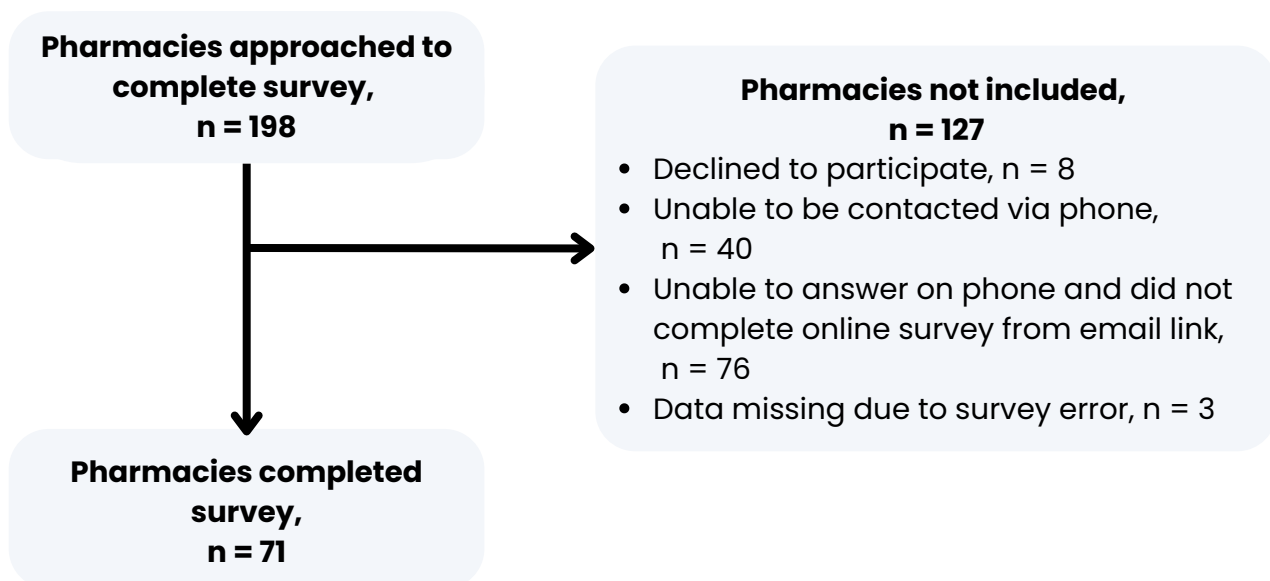 Pharmacies approached to
complete survey,
n = 198
Pharmacies not included,
n = 127
• Declined to participate, n = 8
• Unable to be contacted via phone,
n = 40
• Unable to answer on phone and did not
complete online survey from email link,
n = 76
• Data missing due to survey error, n = 3
Pharmacies completed
survey,
n = 71